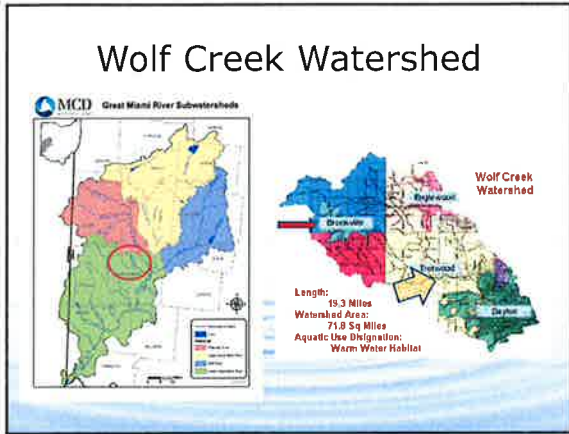 Wolf Creek Watershed
MCD Great Miami River Subwatersheds
Wolf Creek
Watershed
Englewood
Brookville
Trotwood
Dayton
Length:
19.3 Miles
Watershed Area:
71.8 Sq Miles
Aquatic Use Disignation:
Warm Water Habitat